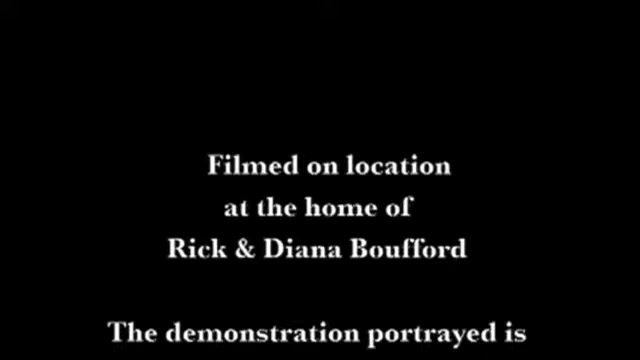 Filmed on location
at the home of
Rick & Diana Boufford
The demonstration portrayed is